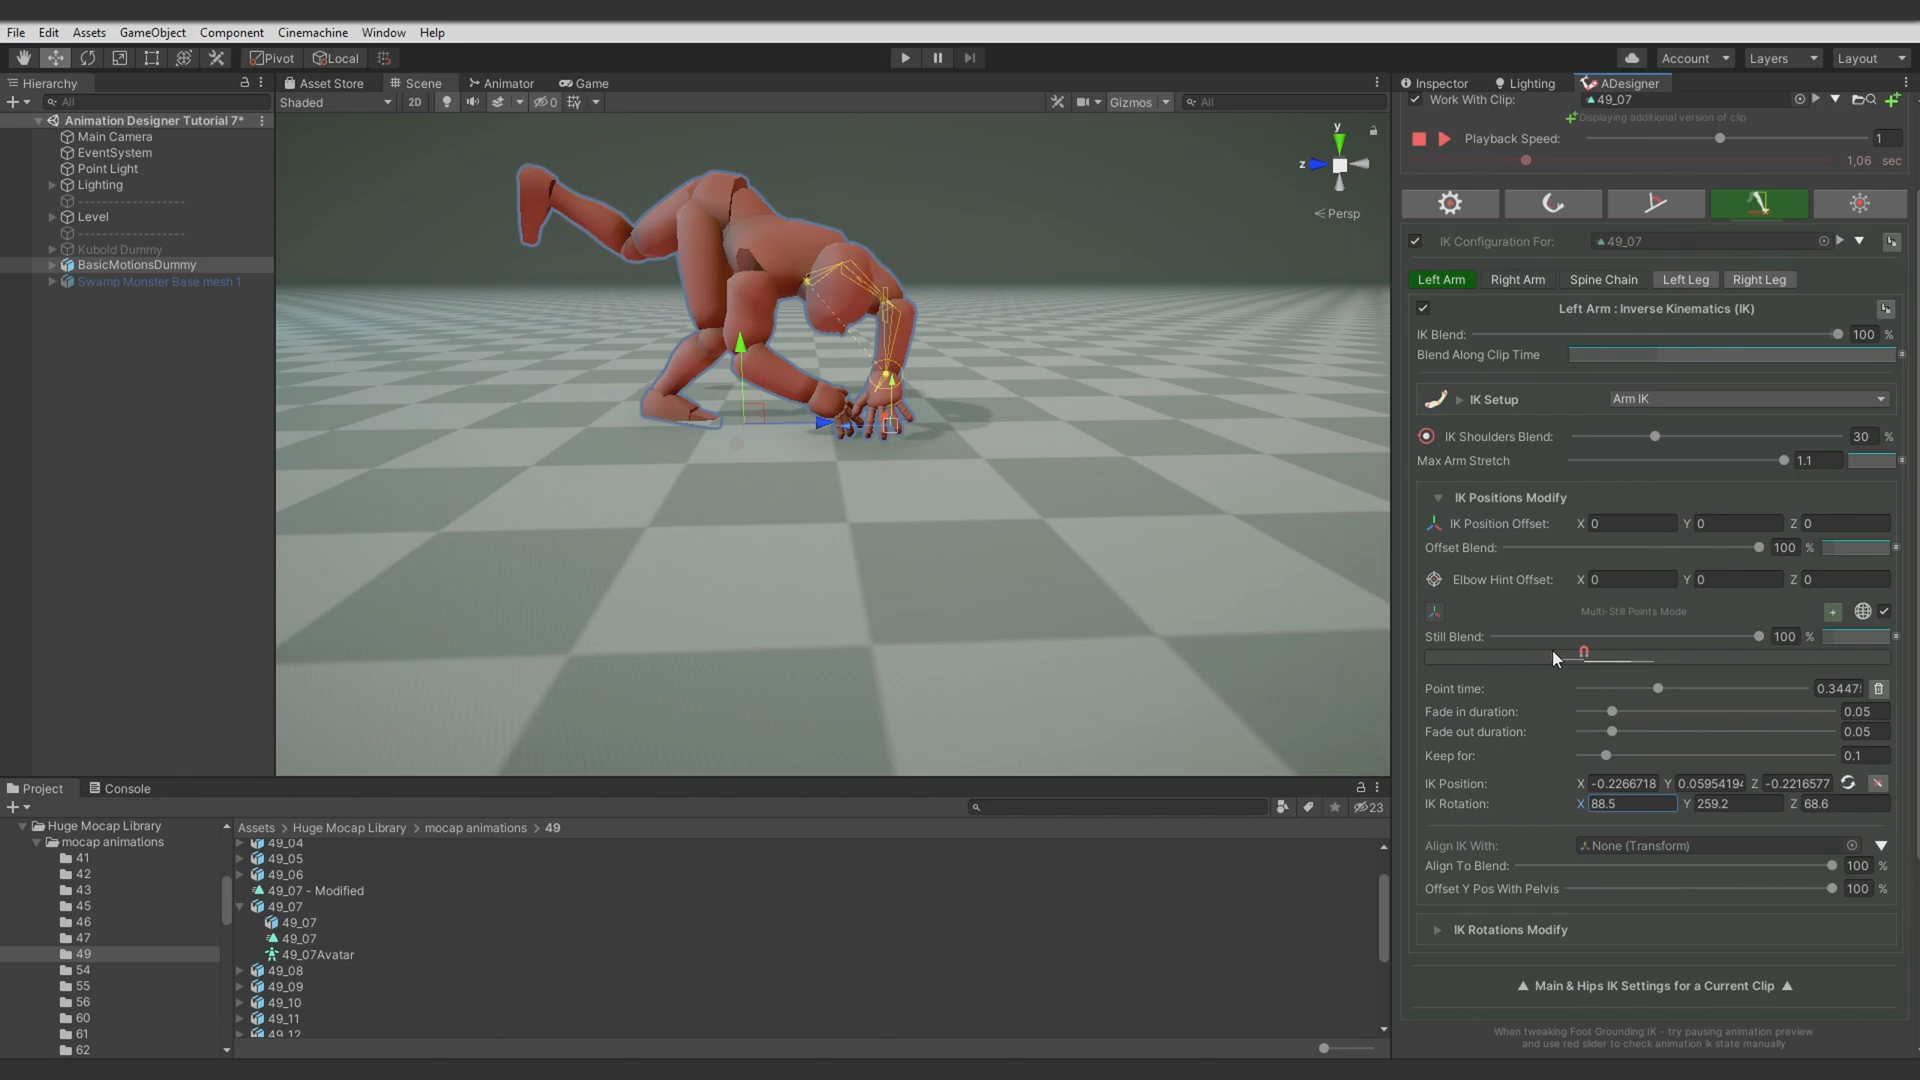 File Edit Assets GameObject Component Cinemachine Window Help
Pivot Local Account Layers Layout
Hierarchy Asset Store Scene Animator Game Inspector Lighting ADesigner
All Shaded 2D 0 Gizmos All
Work With Clip: 49_07
Displaying additional version of clip
Playback Speed: 1
1,06 sec
Animation Designer Tutorial 7*
Main Camera
EventSystem
Point Light
Lighting
-----------------
Level
-----------------
Kubold Dummy
BasicMotionsDummy
Swamp Monster Base mesh 1
y
z
Persp
IK Configuration For: 49_07
Left Arm Right Arm Spine Chain Left Leg Right Leg
Left Arm : Inverse Kinematics (IK)
IK Blend: 100 %
Blend Along Clip Time
IK Setup Arm IK
IK Shoulders Blend: 30 %
Max Arm Stretch 1.1
IK Positions Modify
IK Position Offset: X 0 Y 0 Z 0
Offset Blend: 100 %
Elbow Hint Offset: X 0 Y 0 Z 0
Multi-Still Points Mode +
Still Blend: 100 %
Point time: 0.3447
Fade in duration: 0.05
Fade out duration: 0.05
Keep for: 0.1
IK Position: X -0.2266718 Y 0.0595419 Z -0.2216577
IK Rotation: X 88.5 Y 259.2 Z 68.6
Align IK With: None (Transform)
Align To Blend: 100 %
Offset Y Pos With Pelvis 100 %
IK Rotations Modify
Main & Hips IK Settings for a Current Clip
When tweaking Foot Grounding IK - try pausing animation preview
and use red slider to check animation ik state manually
Project Console
23
Huge Mocap Library
mocap animations
41
42
43
45
46
47
49
54
55
56
60
61
62
Assets > Huge Mocap Library > mocap animations > 49
49_04
49_05
49_06
49_07 - Modified
49_07
49_07
49_07
49_07Avatar
49_08
49_09
49_10
49_11
49_12